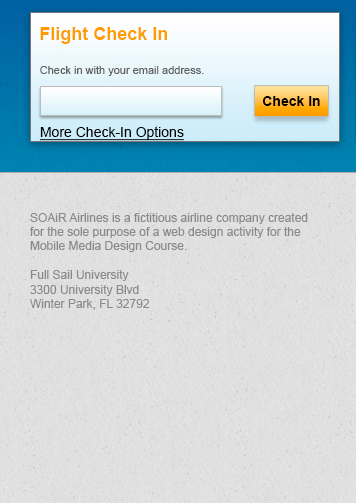 Flight Check In
Check in with your email address.
Check In
More Check-In Options
SOAiR Airlines is a fictitious airline company created
for the sole purpose of a web design activity for the
Mobile Media Design Course.
Full Sail University
3300 University Blvd
Winter Park, FL 32792